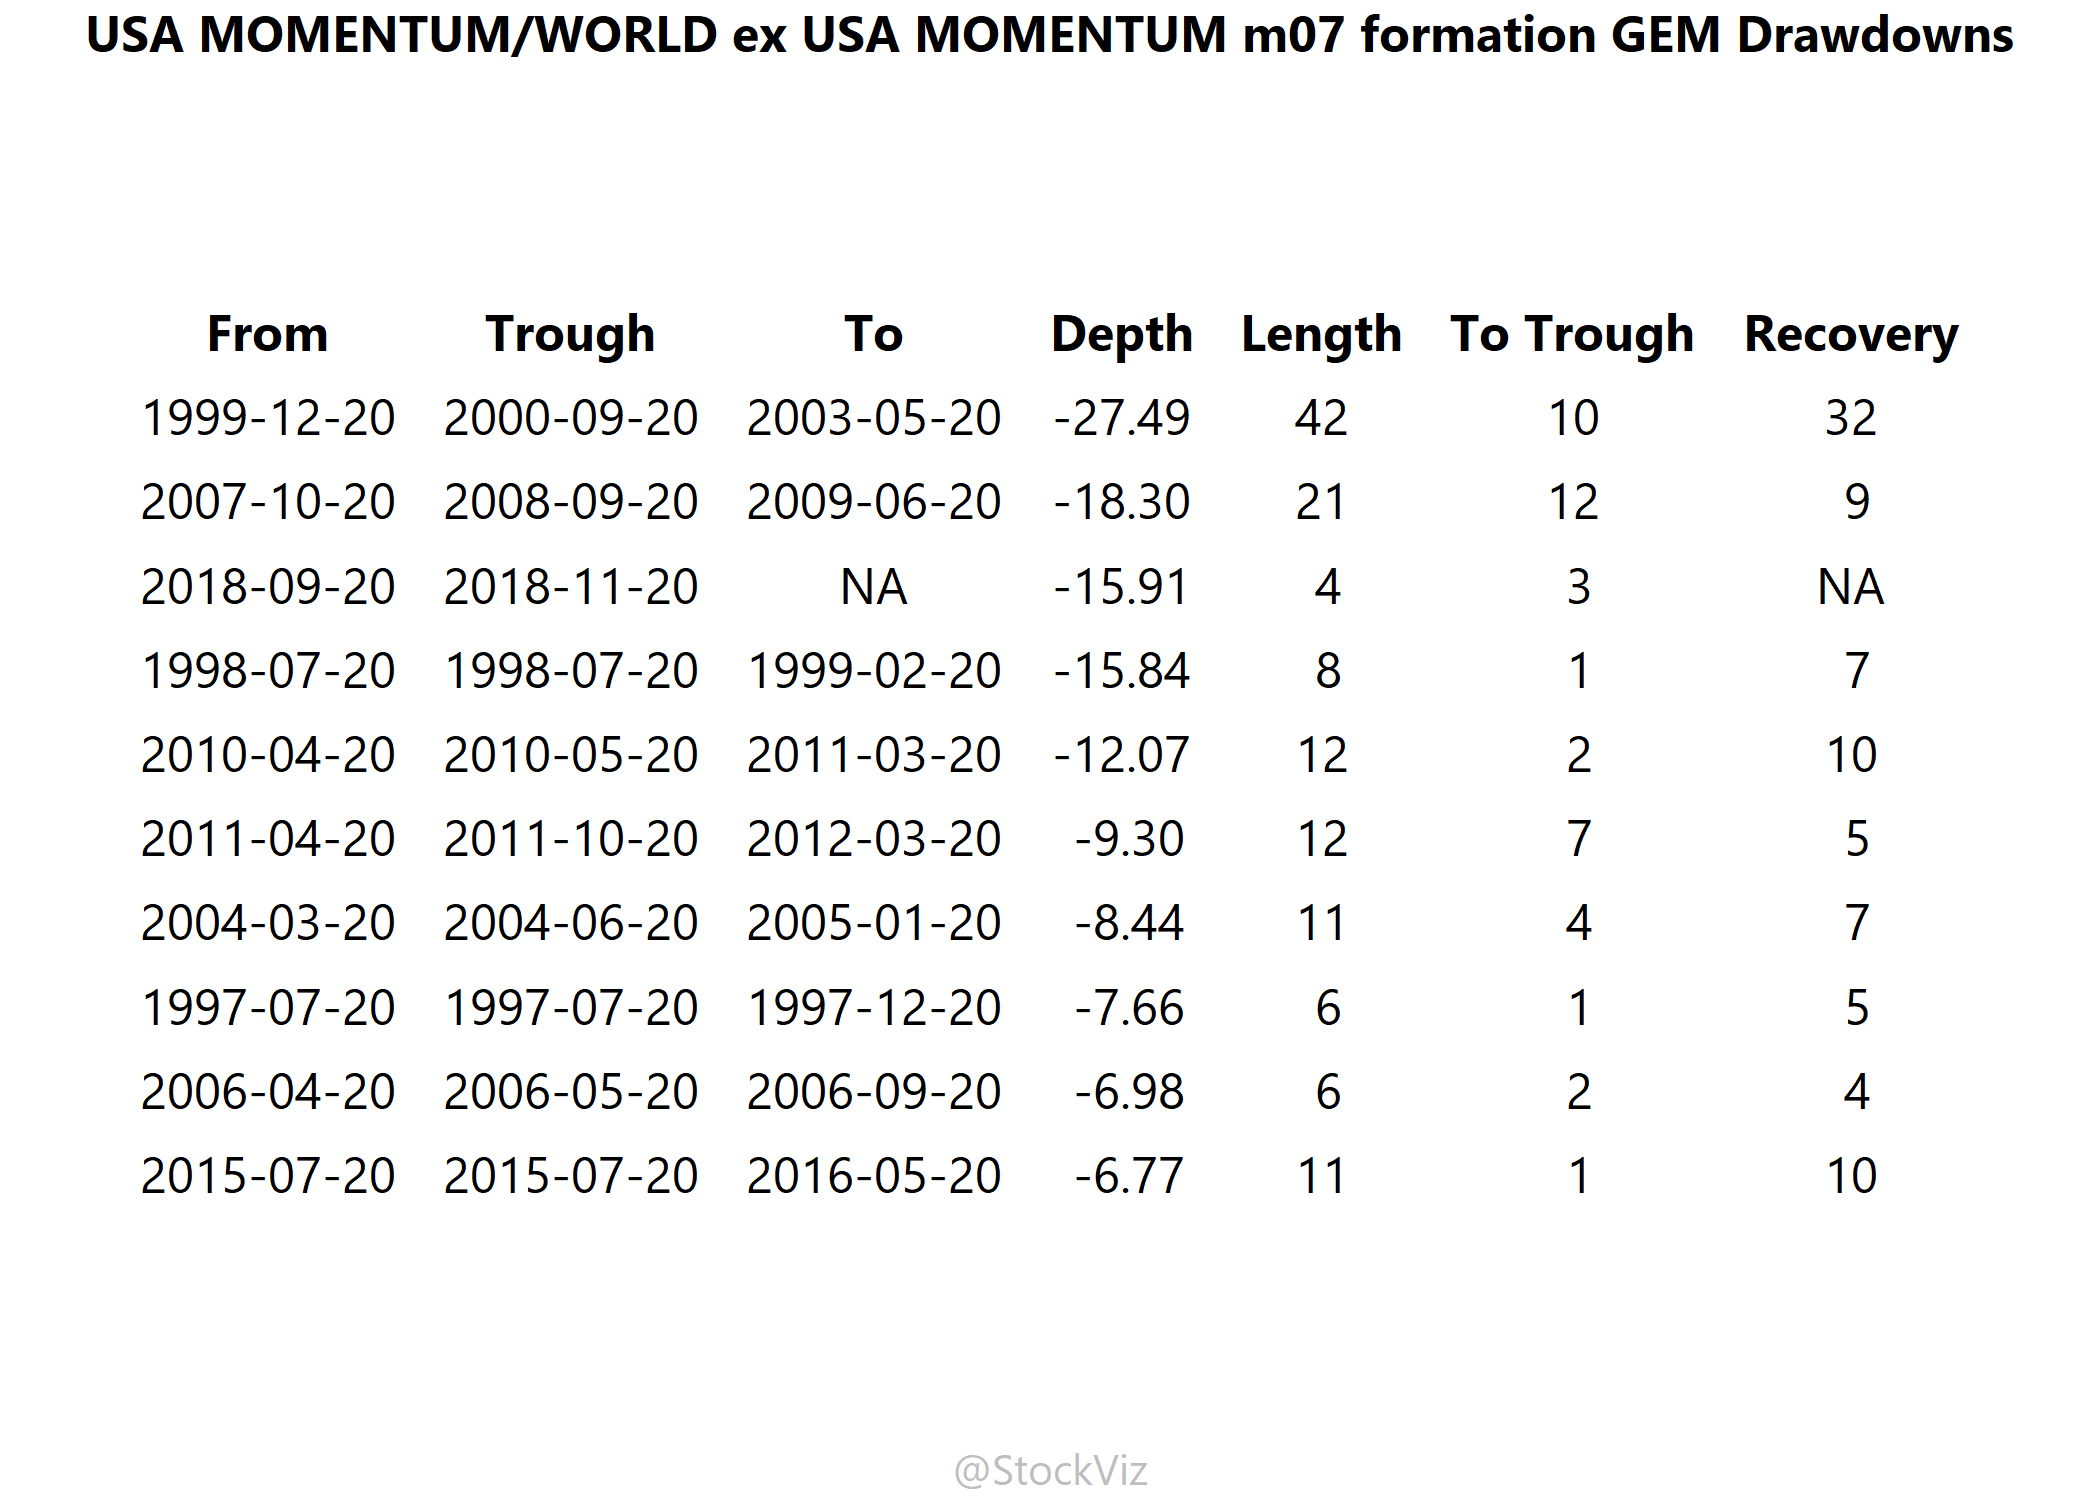 USA MOMENTUM/WORLD ex USA MOMENTUM m07 formation GEM Drawdowns
From Trough To Depth Length To Trough Recovery
1999-12-20 2000-09-20 2003-05-20 -27.49 42 10 32
2007-10-20 2008-09-20 2009-06-20 -18.30 21 12 9
2018-09-20 2018-11-20 NA -15.91 4 3 NA
1998-07-20 1998-07-20 1999-02-20 -15.84 8 1 7
2010-04-20 2010-05-20 2011-03-20 -12.07 12 2 10
2011-04-20 2011-10-20 2012-03-20 -9.30 12 7 5
2004-03-20 2004-06-20 2005-01-20 -8.44 11 4 7
1997-07-20 1997-07-20 1997-12-20 -7.66 6 1 5
2006-04-20 2006-05-20 2006-09-20 -6.98 6 2 4
2015-07-20 2015-07-20 2016-05-20 -6.77 11 1 10
@StockViz